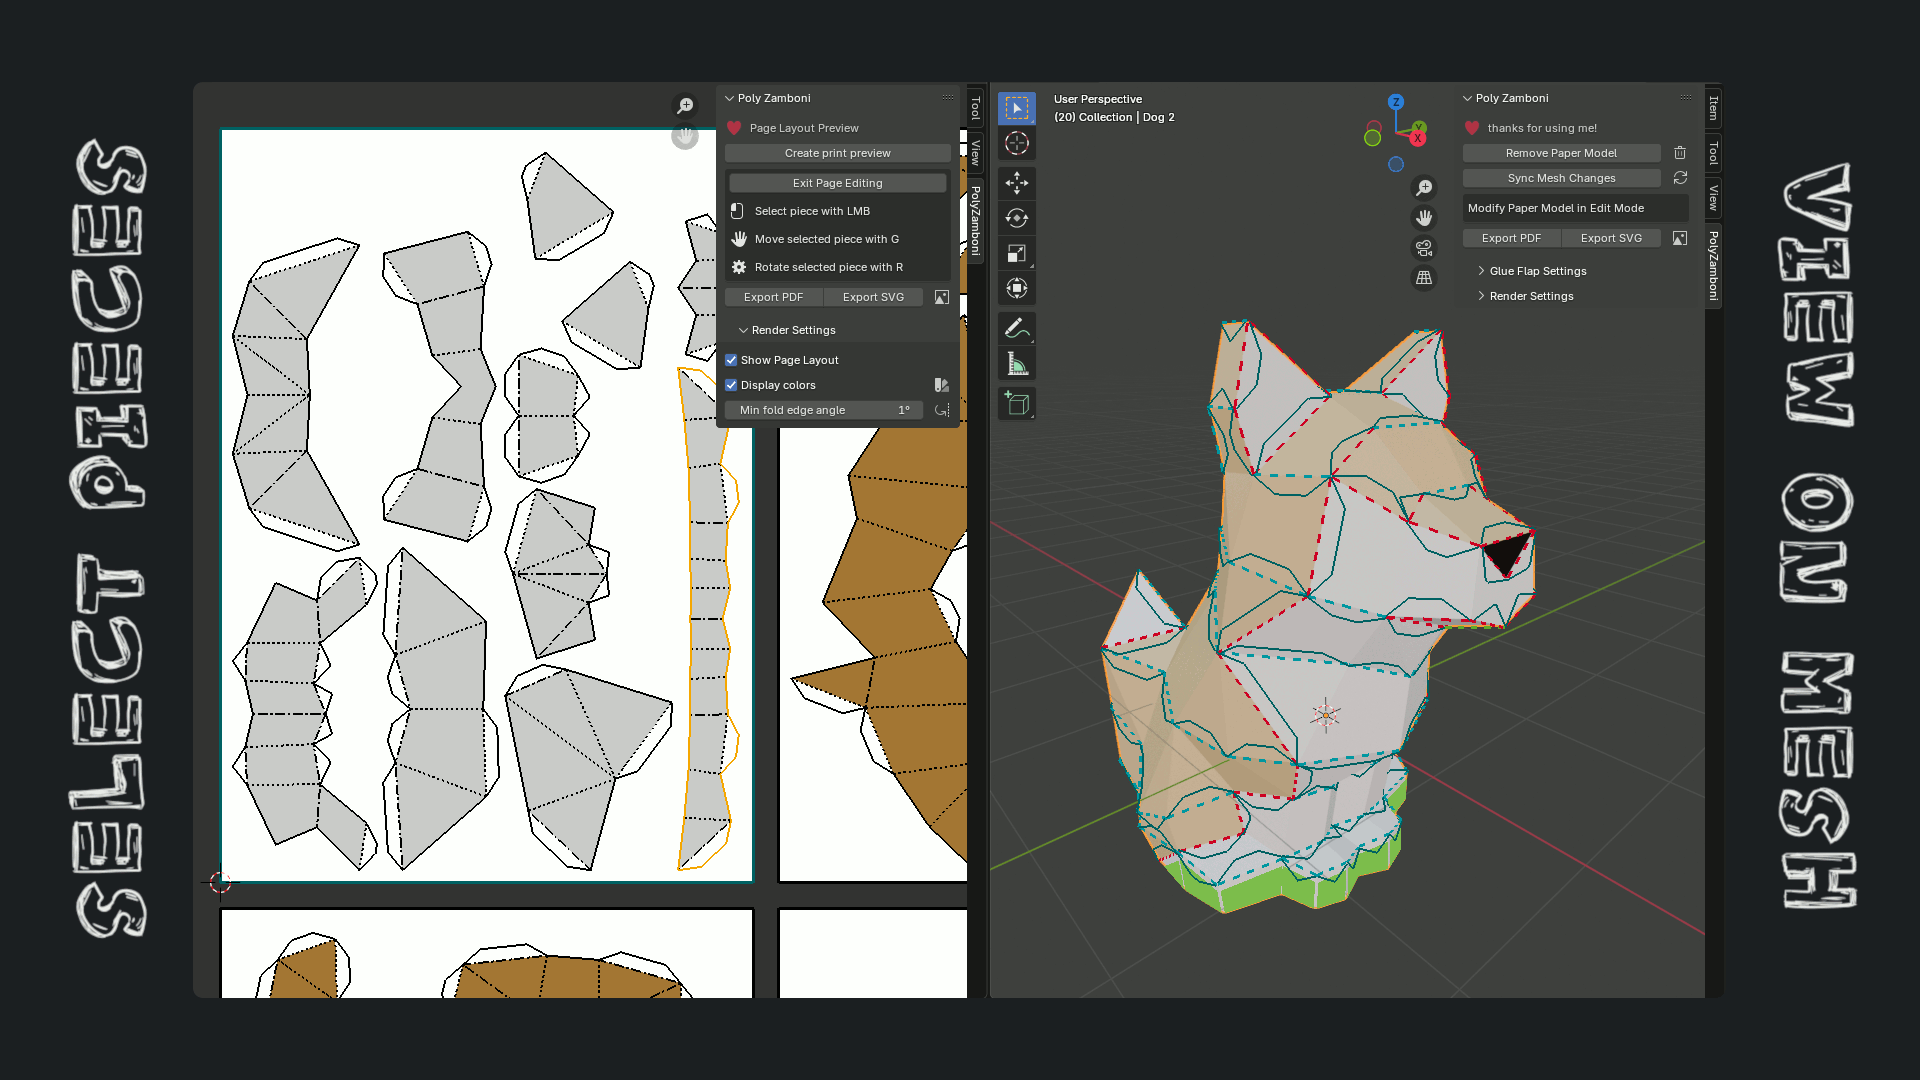 SELECT PIECES
Poly Zamboni
Page Layout Preview
Create print preview
Exit Page Editing
Select piece with LMB
Move selected piece with G
Rotate selected piece with R
Export PDF
Export SVG
Render Settings
Show Page Layout
Display colors
Min fold edge angle 1°
Tool
View
PolyZamboni
User Perspective
(20) Collection | Dog 2
Z
Y
X
Poly Zamboni
thanks for using me!
Remove Paper Model
Sync Mesh Changes
Modify Paper Model in Edit Mode
Export PDF
Export SVG
Glue Flap Settings
Render Settings
Item
Tool
View
PolyZamboni
VIEW ON MESH